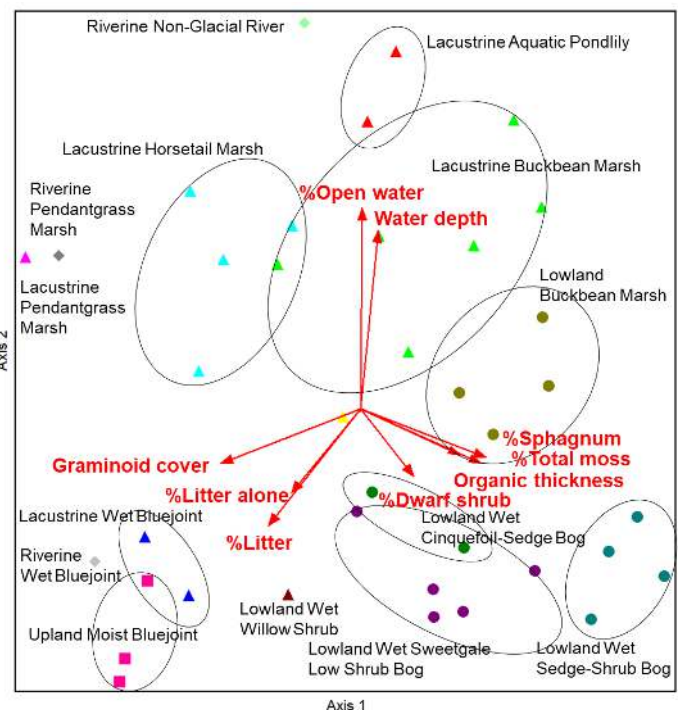 Riverine Non-Glacial River
Lacustrine Aquatic Pondlily
Lacustrine Horsetail Marsh
Lacustrine Buckbean Marsh
Riverine
Pendantgrass
Marsh
%Open water
Water depth
Lacustrine
Pendantgrass
Marsh
Lowland
Buckbean Marsh
Axis 2
%Sphagnum
%Total moss
Organic thickness
Graminoid cover
%Litter alone
%Dwarf shrub
%Litter
Lowland Wet
Cinquefoil-Sedge Bog
Lacustrine Wet Bluejoint
Riverine
Wet Bluejoint
Upland Moist Bluejoint
Lowland Wet
Willow Shrub
Lowland Wet Sweetgale
Low Shrub Bog
Lowland Wet
Sedge-Shrub Bog
Axis 1